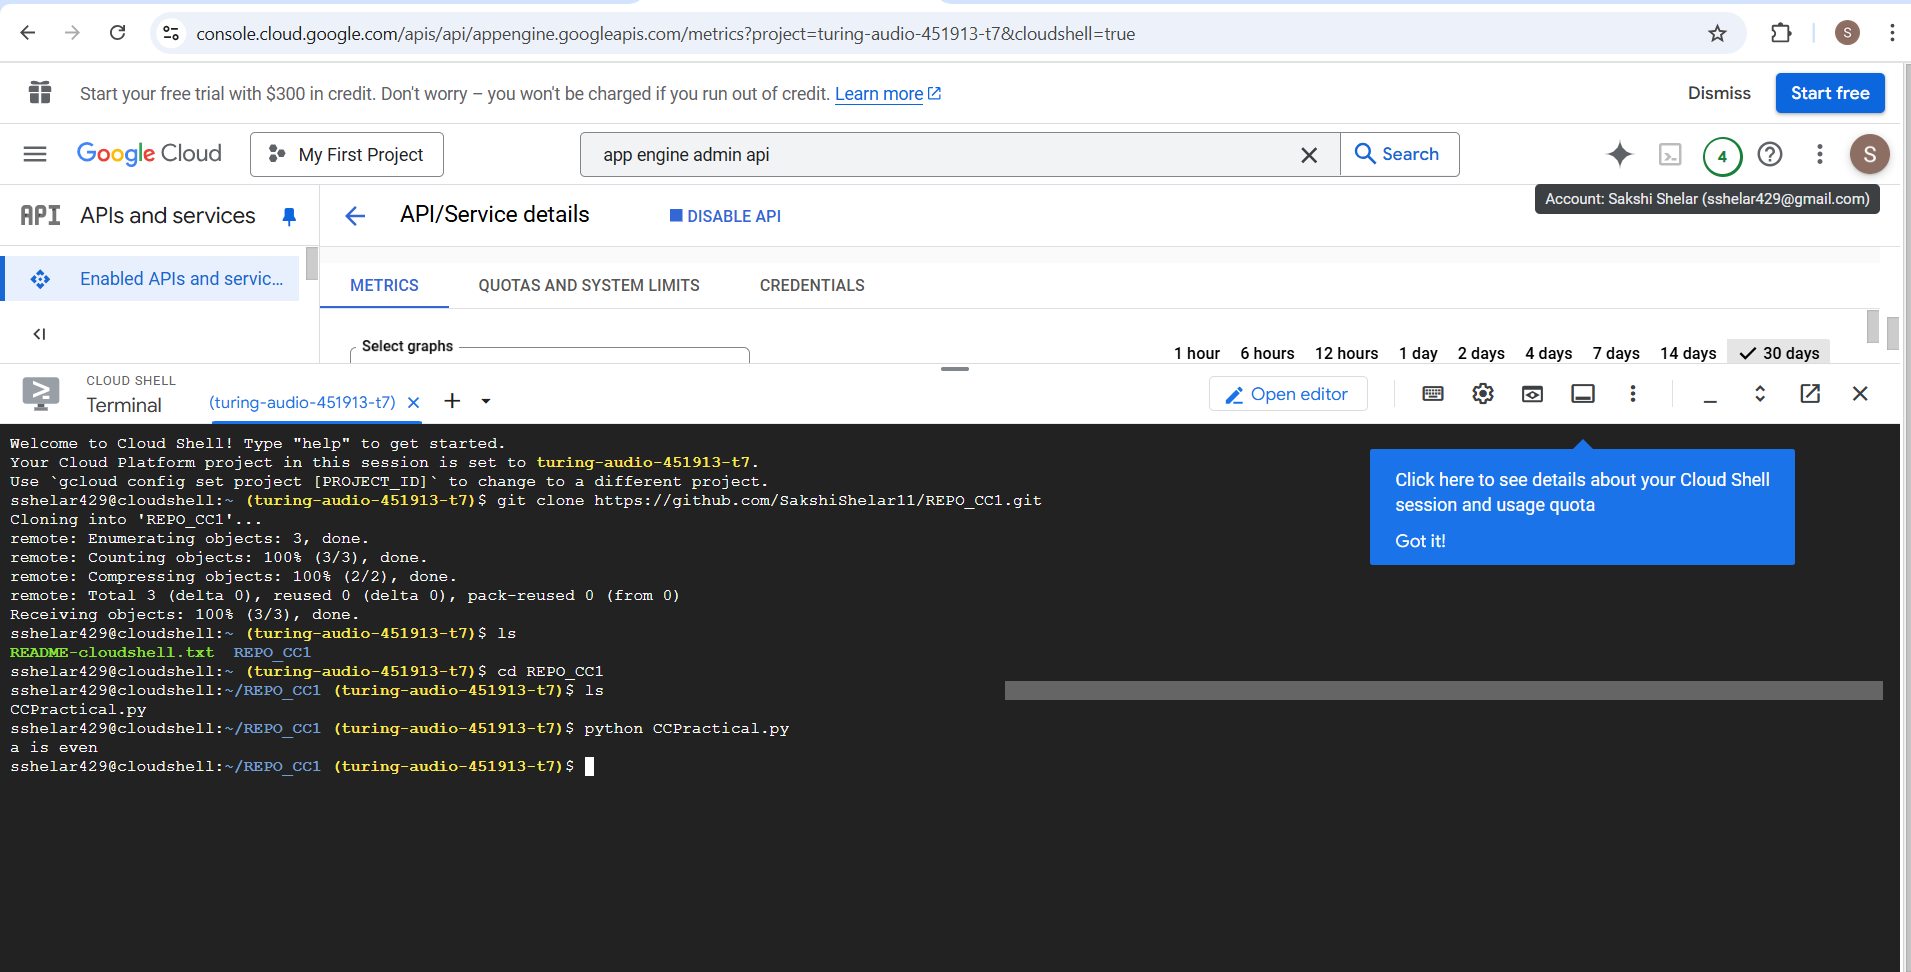 console.cloud.google.com/apis/api/appengine.googleapis.com/metrics?project=turing-audio-451913-t7&cloudshell=true
S
Start your free trial with $300 in credit. Don't worry – you won't be charged if you run out of credit. Learn more
Dismiss
Start free
Google Cloud
My First Project
app engine admin api
Search
4
S
API APIs and services
API/Service details
DISABLE API
Account: Sakshi Shelar (sshelar429@gmail.com)
Enabled APIs and servic...
METRICS
QUOTAS AND SYSTEM LIMITS
CREDENTIALS
Select graphs
1 hour 6 hours 12 hours 1 day 2 days 4 days 7 days 14 days 30 days
CLOUD SHELL
Terminal
(turing-audio-451913-t7)
Open editor
Welcome to Cloud Shell! Type "help" to get started.
Your Cloud Platform project in this session is set to turing-audio-451913-t7.
Use `gcloud config set project [PROJECT_ID]` to change to a different project.
sshelar429@cloudshell:~ (turing-audio-451913-t7)$ git clone https://github.com/SakshiShelar11/REPO_CC1.git
Cloning into 'REPO_CC1'...
remote: Enumerating objects: 3, done.
remote: Counting objects: 100% (3/3), done.
remote: Compressing objects: 100% (2/2), done.
remote: Total 3 (delta 0), reused 0 (delta 0), pack-reused 0 (from 0)
Receiving objects: 100% (3/3), done.
sshelar429@cloudshell:~ (turing-audio-451913-t7)$ ls
README-cloudshell.txt REPO_CC1
sshelar429@cloudshell:~ (turing-audio-451913-t7)$ cd REPO_CC1
sshelar429@cloudshell:~/REPO_CC1 (turing-audio-451913-t7)$ ls
CCPractical.py
sshelar429@cloudshell:~/REPO_CC1 (turing-audio-451913-t7)$ python CCPractical.py
a is even
sshelar429@cloudshell:~/REPO_CC1 (turing-audio-451913-t7)$
Click here to see details about your Cloud Shell
session and usage quota
Got it!